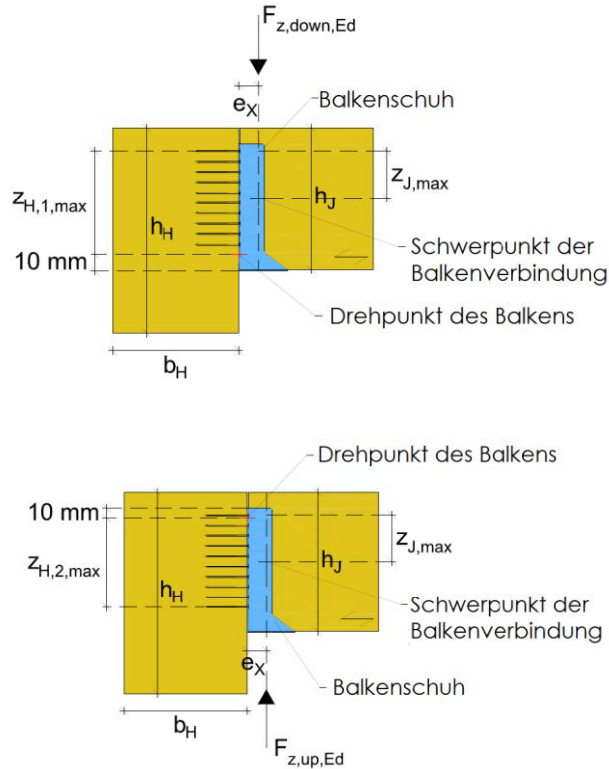 F_z,down,Ed
e_X
Balkenschuh
z_H,1,max
h_H
h_J
z_J,max
10 mm
Schwerpunkt der
Balkenverbindung
Drehpunkt des Balkens
b_H
Drehpunkt des Balkens
10 mm
z_H,2,max
h_H
h_J
z_J,max
Schwerpunkt der
Balkenverbindung
e_X
Balkenschuh
b_H
F_z,up,Ed